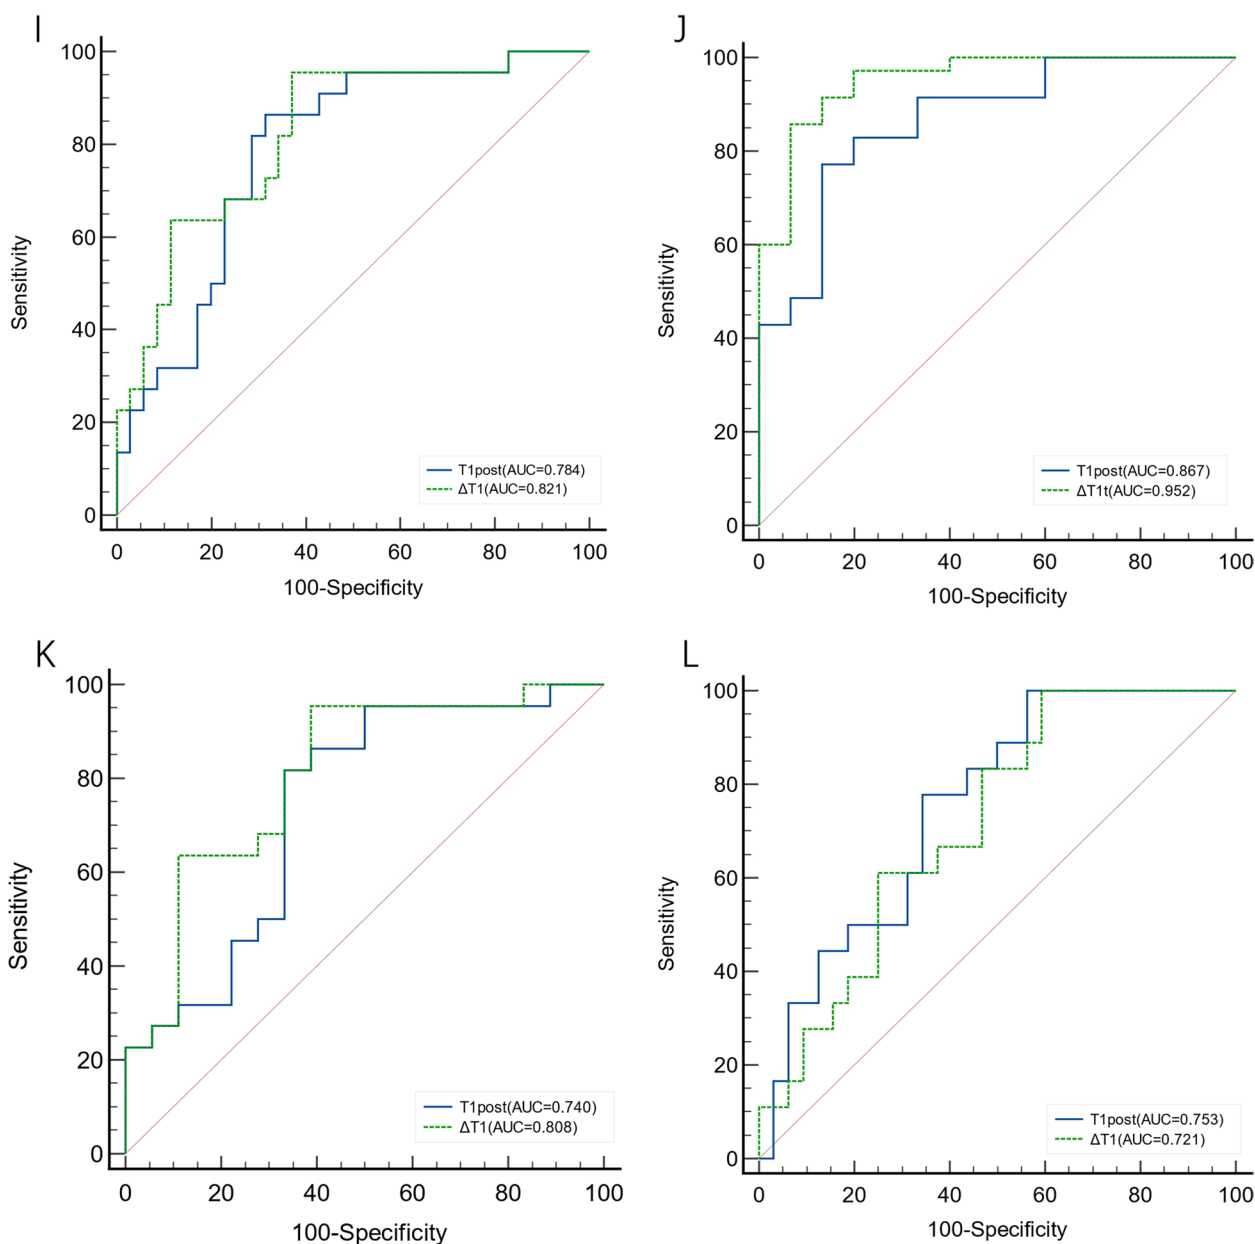 I
100
80
60
40
20
0
Sensitivity
T1post(AUC=0.784)
ΔT1(AUC=0.821)
0 20 40 60 80 100
100-Specificity
J
100
80
60
40
20
0
Sensitivity
T1post(AUC=0.867)
ΔT1t(AUC=0.952)
0 20 40 60 80 100
100-Specificity
K
100
80
60
40
20
0
Sensitivity
T1post(AUC=0.740)
ΔT1(AUC=0.808)
0 20 40 60 80 100
100-Specificity
L
100
80
60
40
20
0
Sensitivity
T1post(AUC=0.753)
ΔT1(AUC=0.721)
0 20 40 60 80 100
100-Specificity